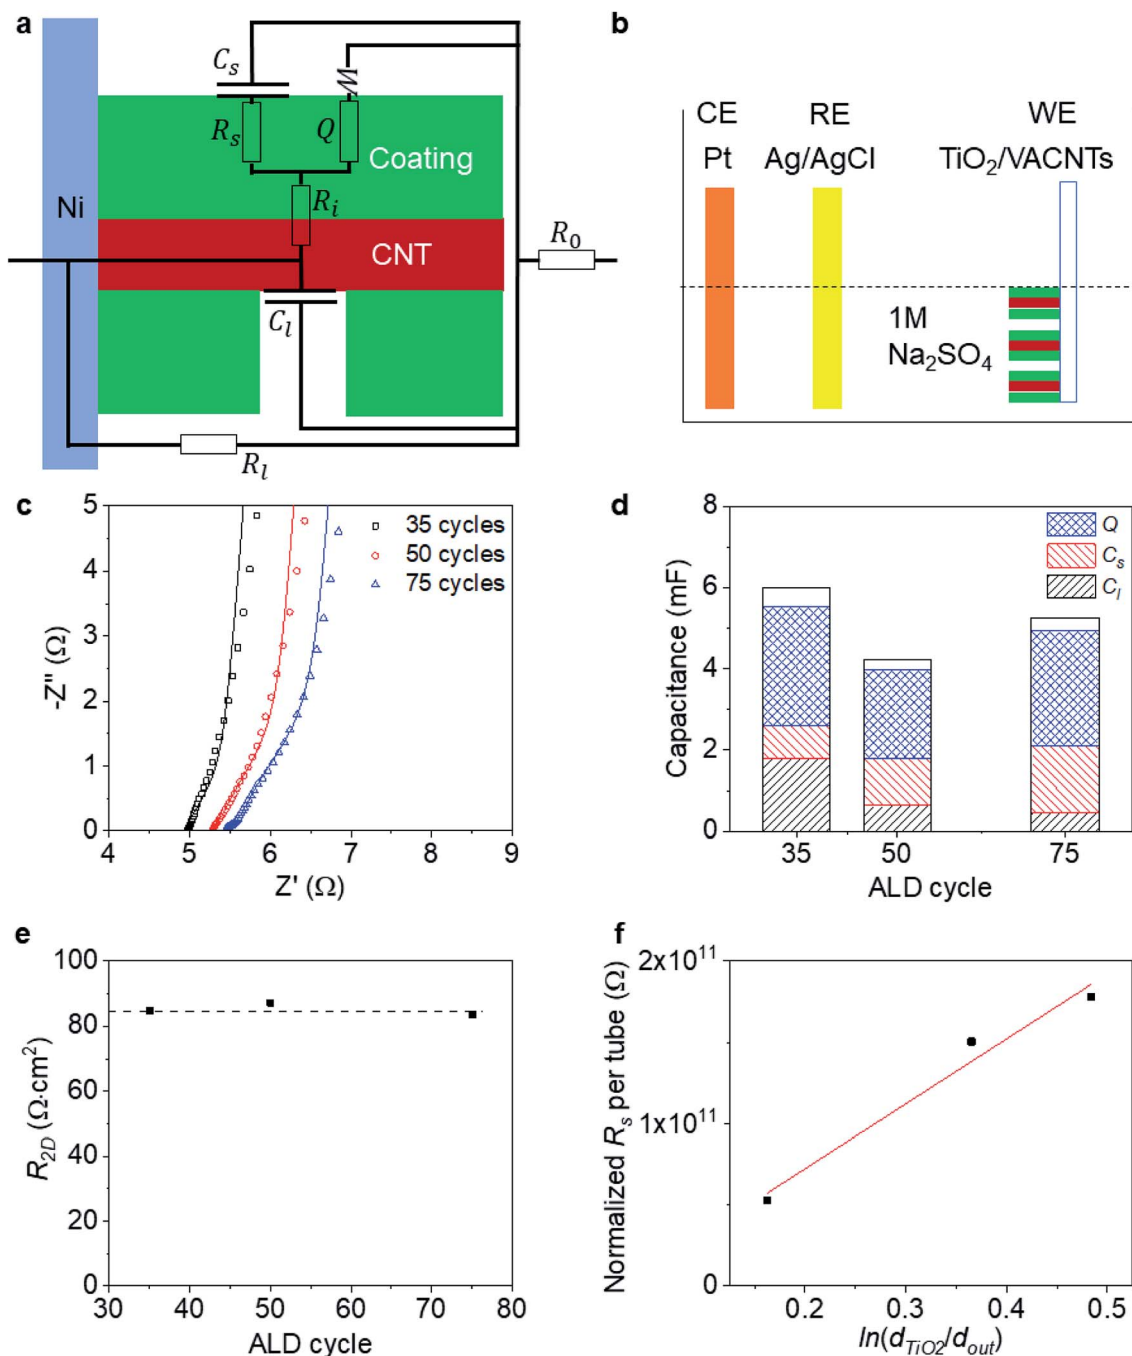 a
C_s
R_s
Q
W
Coating
Ni
R_i
CNT
R_0
C_l
R_l
b
CE
RE
WE
Pt
Ag/AgCl
TiO₂/VACNTs
1M
Na₂SO₄
c
5
4
3
2
1
0
-Z'' (Ω)
35 cycles
50 cycles
75 cycles
4 5 6 7 8 9
Z' (Ω)
d
8
6
4
2
0
Capacitance (mF)
Q
C_s
C_l
35 50 75
ALD cycle
e
100
80
60
40
20
0
R_2D (Ω·cm²)
30 40 50 60 70 80
ALD cycle
f
2x10¹¹
1x10¹¹
0
Normalized R_s per tube (Ω)
0.2 0.3 0.4 0.5
ln(d_TiO2/d_out)